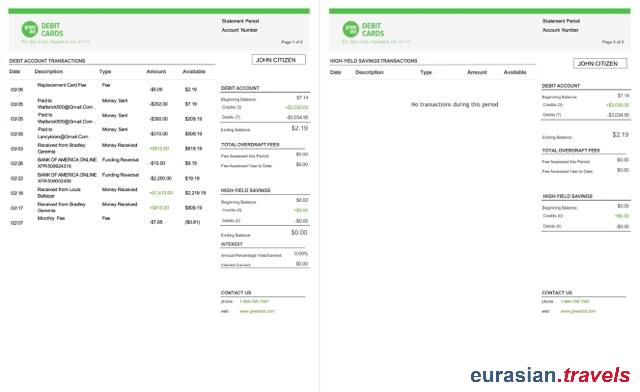 green dot
DEBIT
CARDS
P.o. Box 5100, Pasadena, CA, 91117
Statement Period
Account Number
Page 1 of 2
JOHN CITIZEN
DEBIT ACCOUNT TRANSACTIONS
Date Description Type Amount Available
03/06 Replacement Card Fee Fee -$5.00 $2.19
03/05 Paid to Watbrick500@Gmail.Com . Money Sent -$202.00 $7.19
03/05 Paid to Watbrick500@Gmail.Com . Money Sent -$300.00 $209.19
03/05 Paid to Lancykiran@Gmail.Com . Money Sent -$310.00 $509.19
03/03 Received from Bradley Geremia Money Received +$810.00 $819.19
02/26 BANK OF AMERICA ONLINE XFR509924316 Funding Reversal -$10.00 $9.19
02/22 BANK OF AMERICA ONLINE Funding Reversal -$2,200.00 $19.19
02/18 Received from Louis Baltazar Money Received +$1,410.00 $2,219.19
02/17 Received from Bradley Geremia Money Received +$810.00 $809.19
02/07 Monthly Fee Fee -$7.95 ($0.81)
DEBIT ACCOUNT
Beginning Balance: $7.14
Credits (3) +$3,030.00
Debits (7) -$3,034.95
Ending Balance: $2.19
TOTAL OVERDRAFT FEES
Fee Assessed this Period: $0.00
Fee Assessed Year to Date: $0.00
HIGH-YIELD SAVINGS
Beginning Balance: $0.00
Credits (0) +$0.00
Debits (0) -$0.00
Ending Balance: $0.00
INTEREST
Annual Percentage Yield Earned: 0.00%
Interest Earned: $0.00
CONTACT US
phone 1-866-795-7597
web www.greendot.com
green dot
DEBIT
CARDS
P.o. Box 5100, Pasadena, CA, 91117
Statement Period
Account Number
Page 2 of 2
JOHN CITIZEN
HIGH-YIELD SAVINGS TRANSACTIONS
Date Description Type Amount Available
No transactions during this period
DEBIT ACCOUNT
Beginning Balance: $7.14
Credits (3) +$3,030.00
Debits (7) -$3,034.95
Ending Balance: $2.19
TOTAL OVERDRAFT FEES
Fee Assessed this Period: $0.00
Fee Assessed Year to Date: $0.00
HIGH-YIELD SAVINGS
Beginning Balance: $0.00
Credits (0) +$0.00
Debits (0) -$0.00
CONTACT US
phone 1-866-795-7597
web www.greendot.com
eurasian.travels